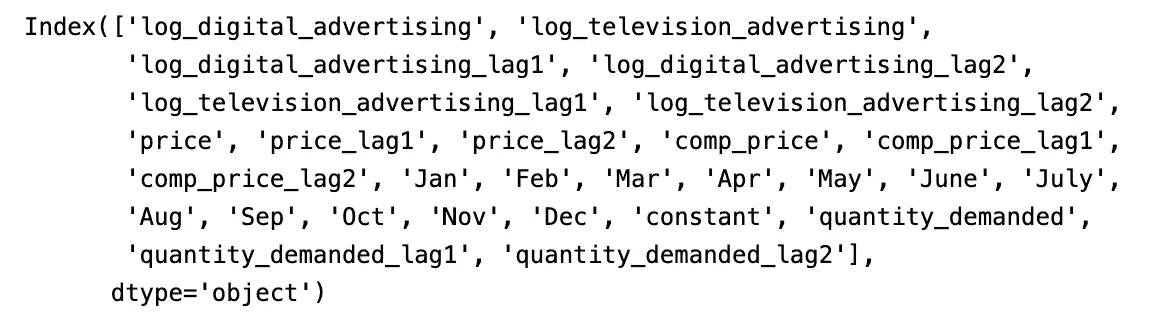 Index(['log_digital_advertising', 'log_television_advertising',
'log_digital_advertising_lag1', 'log_digital_advertising_lag2',
'log_television_advertising_lag1', 'log_television_advertising_lag2',
'price', 'price_lag1', 'price_lag2', 'comp_price', 'comp_price_lag1',
'comp_price_lag2', 'Jan', 'Feb', 'Mar', 'Apr', 'May', 'June', 'July',
'Aug', 'Sep', 'Oct', 'Nov', 'Dec', 'constant', 'quantity_demanded',
'quantity_demanded_lag1', 'quantity_demanded_lag2'],
dtype='object')